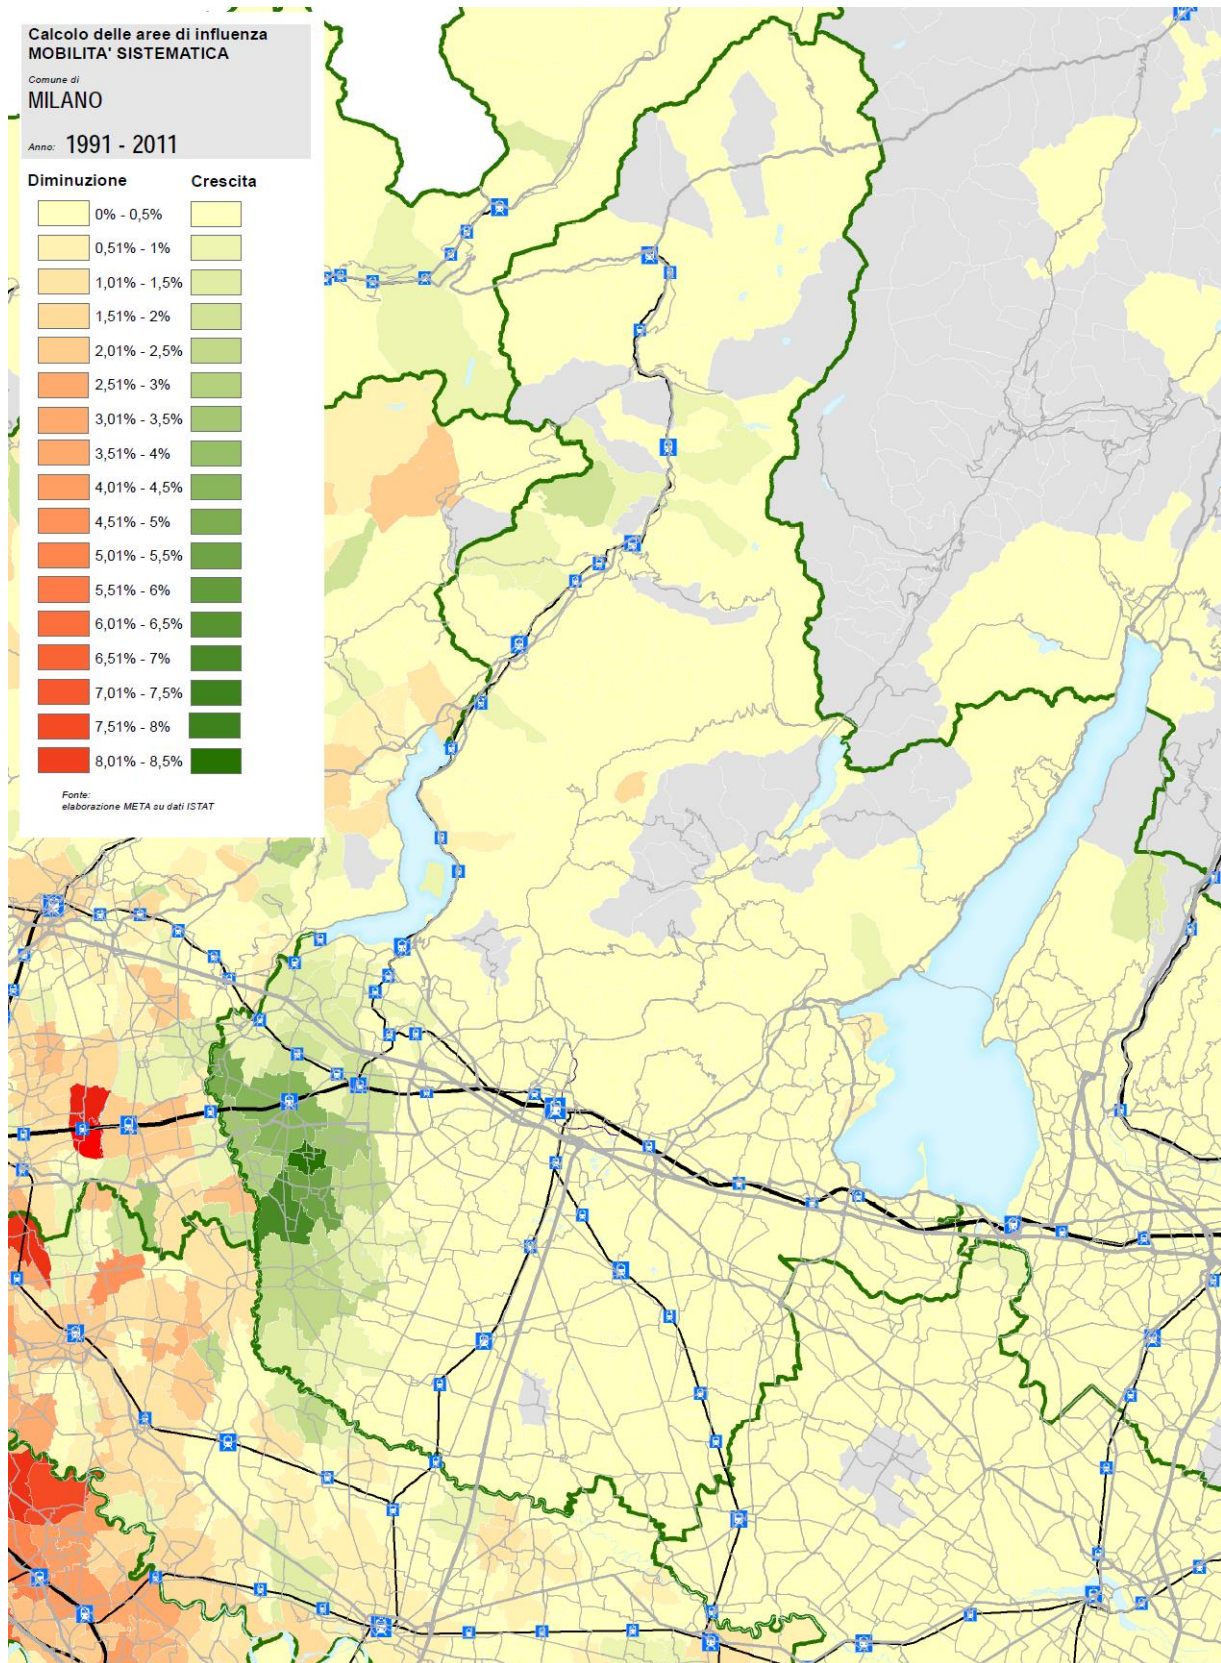 Calcolo delle aree di influenza
MOBILITA' SISTEMATICA
Comune di
MILANO
Anno: 1991 - 2011
Diminuzione Crescita
0% - 0,5%
0,51% - 1%
1,01% - 1,5%
1,51% - 2%
2,01% - 2,5%
2,51% - 3%
3,01% - 3,5%
3,51% - 4%
4,01% - 4,5%
4,51% - 5%
5,01% - 5,5%
5,51% - 6%
6,01% - 6,5%
6,51% - 7%
7,01% - 7,5%
7,51% - 8%
8,01% - 8,5%
Fonte:
elaborazione META su dati ISTAT